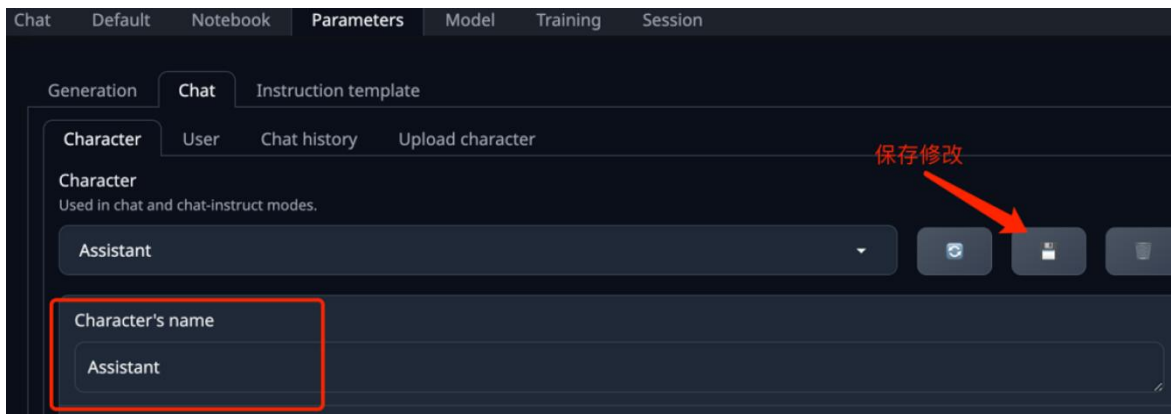 Chat Default Notebook Parameters Model Training Session
Generation Chat Instruction template
Character User Chat history Upload character
保存修改
Character
Used in chat and chat-instruct modes.
Assistant
Character's name
Assistant